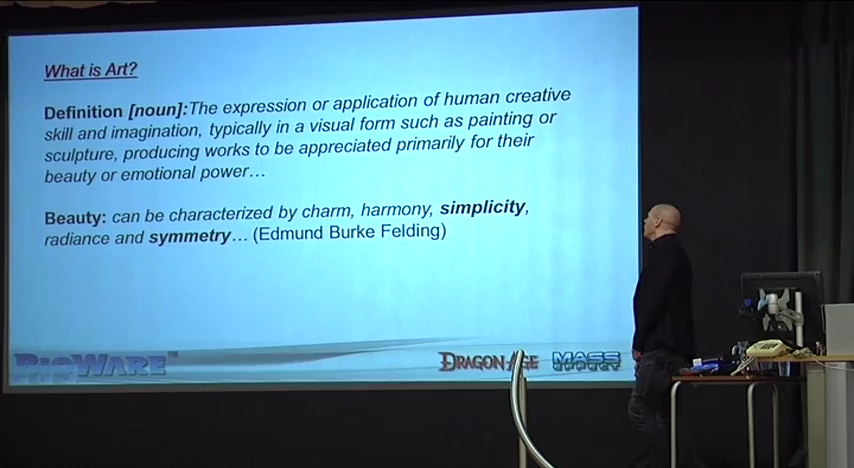 What is Art?
Definition [noun]:The expression or application of human creative
skill and imagination, typically in a visual form such as painting or
sculpture, producing works to be appreciated primarily for their
beauty or emotional power…
Beauty: can be characterized by charm, harmony, simplicity,
radiance and symmetry… (Edmund Burke Felding)
BIOWARE™
DRAGON AGE
MASS EFFECT